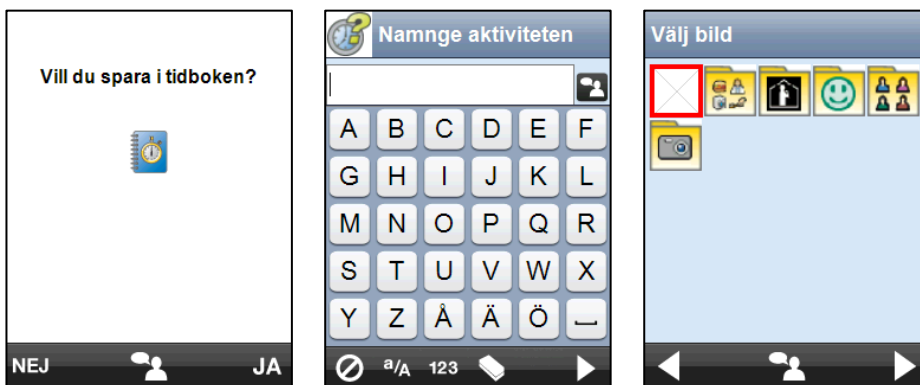 Vill du spara i tidboken?
NEJ
JA
Namnge aktiviteten
A B C D E F
G H I J K L
M N O P Q R
S T U V W X
Y Z Å Ä Ö
a/A 123
Välj bild